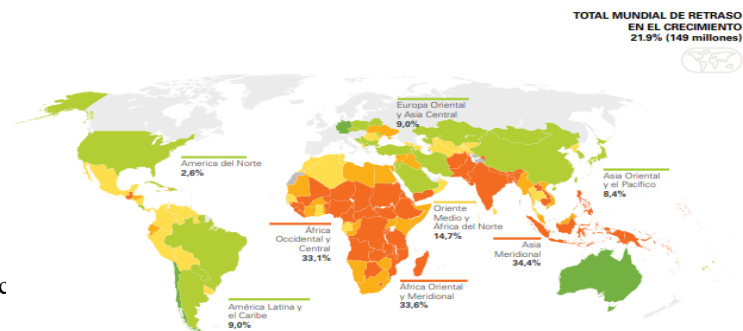 TOTAL MUNDIAL DE RETRASO
EN EL CRECIMIENTO
21.9% (149 millones)
Europa Oriental
y Asia Central
9,0%
America del Norte
2,6%
Asia Oriental
y el Pacífico
8,4%
Oriente
Medio y
África del Norte
14,7%
África
Occidental y
Central
33,1%
Asia
Meridional
34,4%
África Oriental
y Meridional
33,6%
América Latina y
el Caribe
9,0%